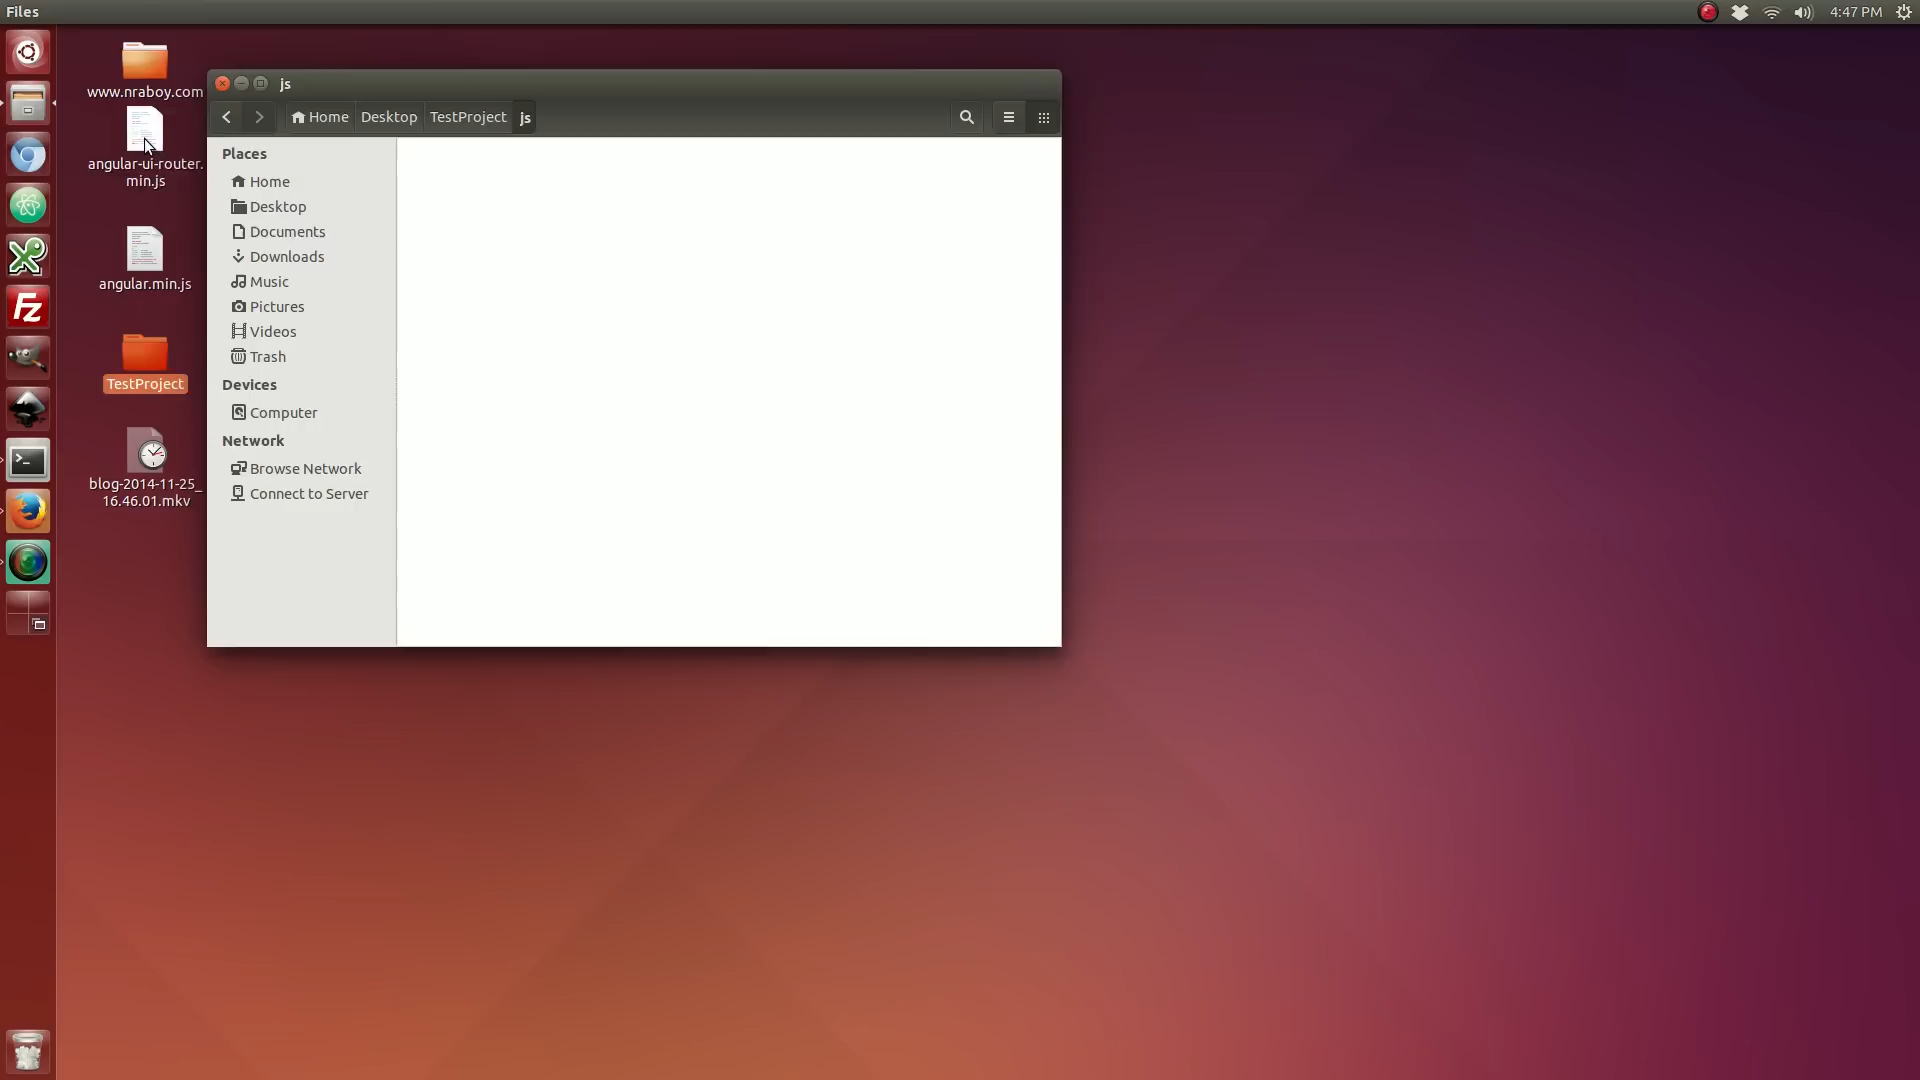 Files
4:47 PM
www.nraboy.com
angular-ui-router.
min.js
angular.min.js
TestProject
blog-2014-11-25_
16.46.01.mkv
js
Home
Desktop
TestProject
js
Places
Home
Desktop
Documents
Downloads
Music
Pictures
Videos
Trash
Devices
Computer
Network
Browse Network
Connect to Server
Fz